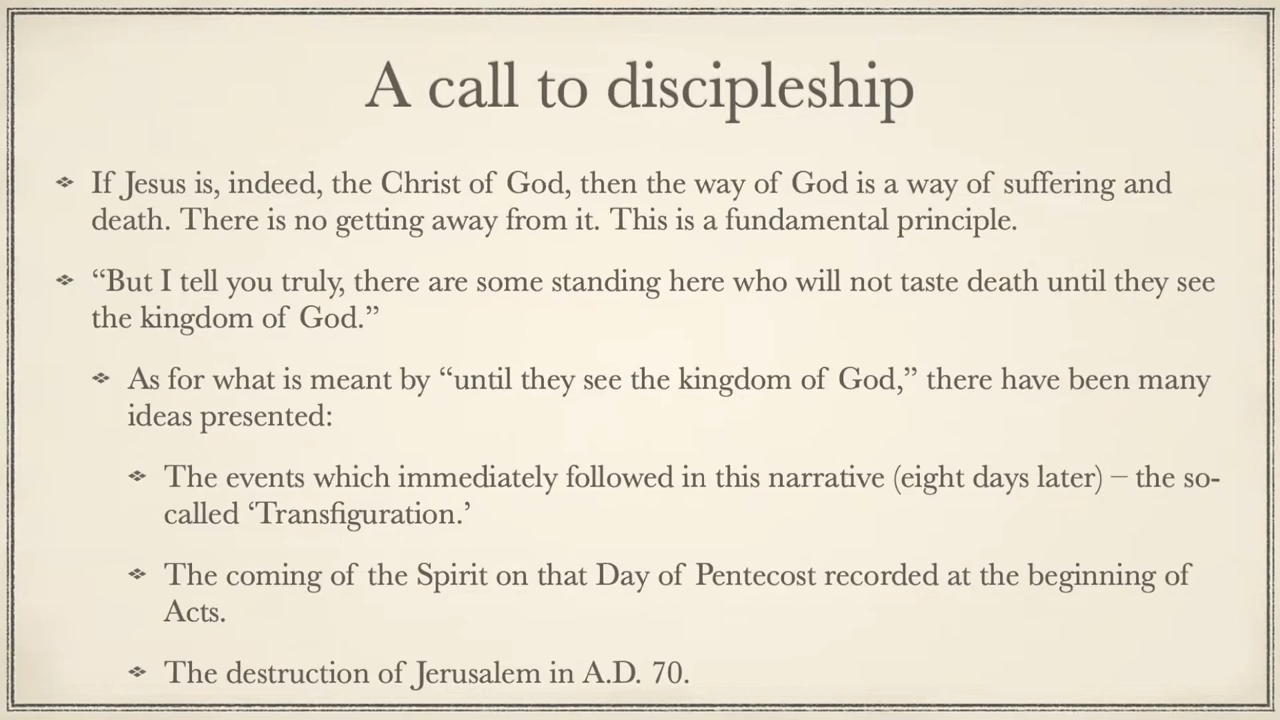 A call to discipleship
If Jesus is, indeed, the Christ of God, then the way of God is a way of suffering and
death. There is no getting away from it. This is a fundamental principle.
“But I tell you truly, there are some standing here who will not taste death until they see
the kingdom of God.”
As for what is meant by “until they see the kingdom of God,” there have been many
ideas presented:
The events which immediately followed in this narrative (eight days later) – the so-
called ‘Transfiguration.’
The coming of the Spirit on that Day of Pentecost recorded at the beginning of
Acts.
The destruction of Jerusalem in A.D. 70.